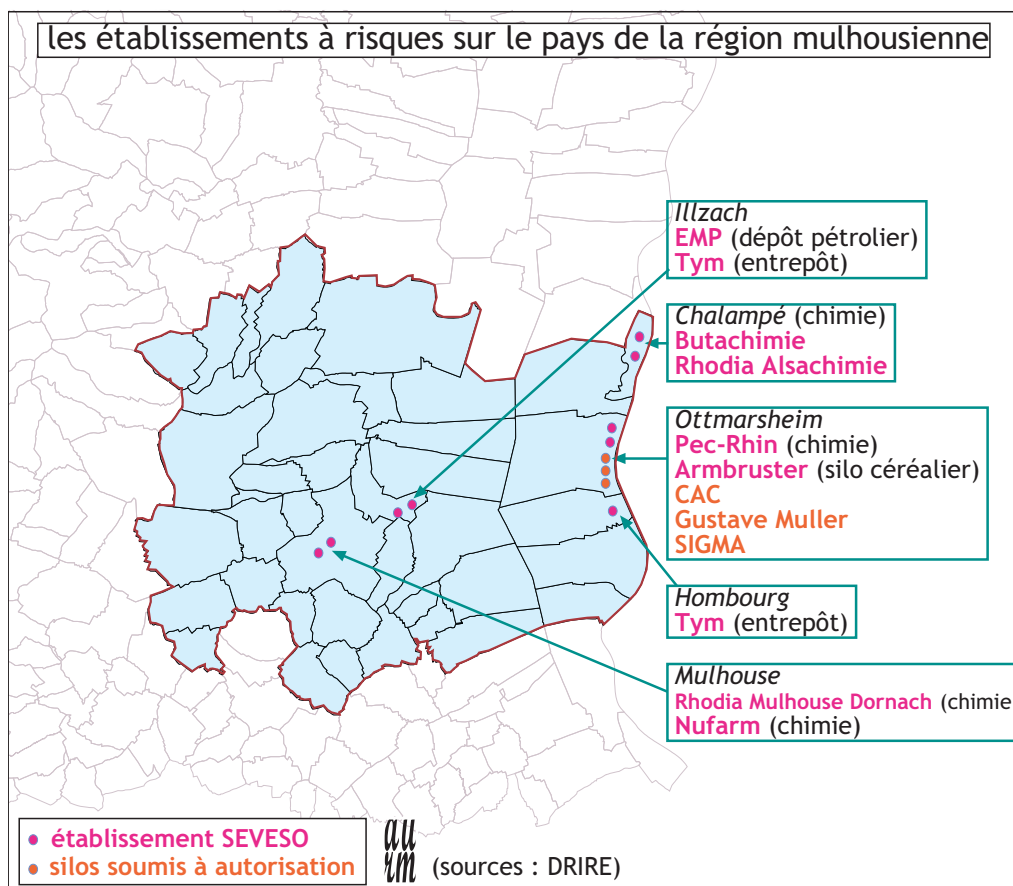 les établissements à risques sur le pays de la région mulhousienne
Illzach
EMP (dépôt pétrolier)
Tym (entrepôt)
Chalampé (chimie)
Butachimie
Rhodia Alsachimie
Ottmarsheim
Pec-Rhin (chimie)
Armbruster (silo céréalier)
CAC
Gustave Muller
SIGMA
Hombourg
Tym (entrepôt)
Mulhouse
Rhodia Mulhouse Dornach (chimie
Nufarm (chimie)
établissement SEVESO
silos soumis à autorisation
au
rm
(sources : DRIRE)